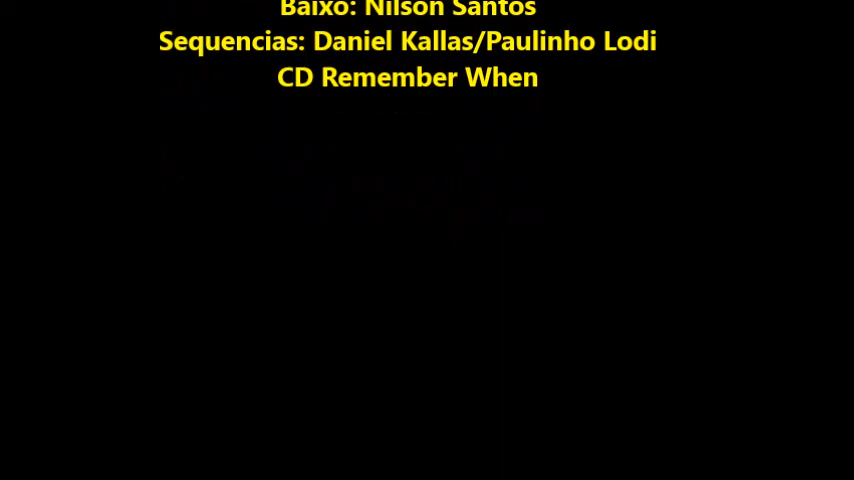 Baixo: Nilson Santos
Sequencias: Daniel Kallas/Paulinho Lodi
CD Remember When